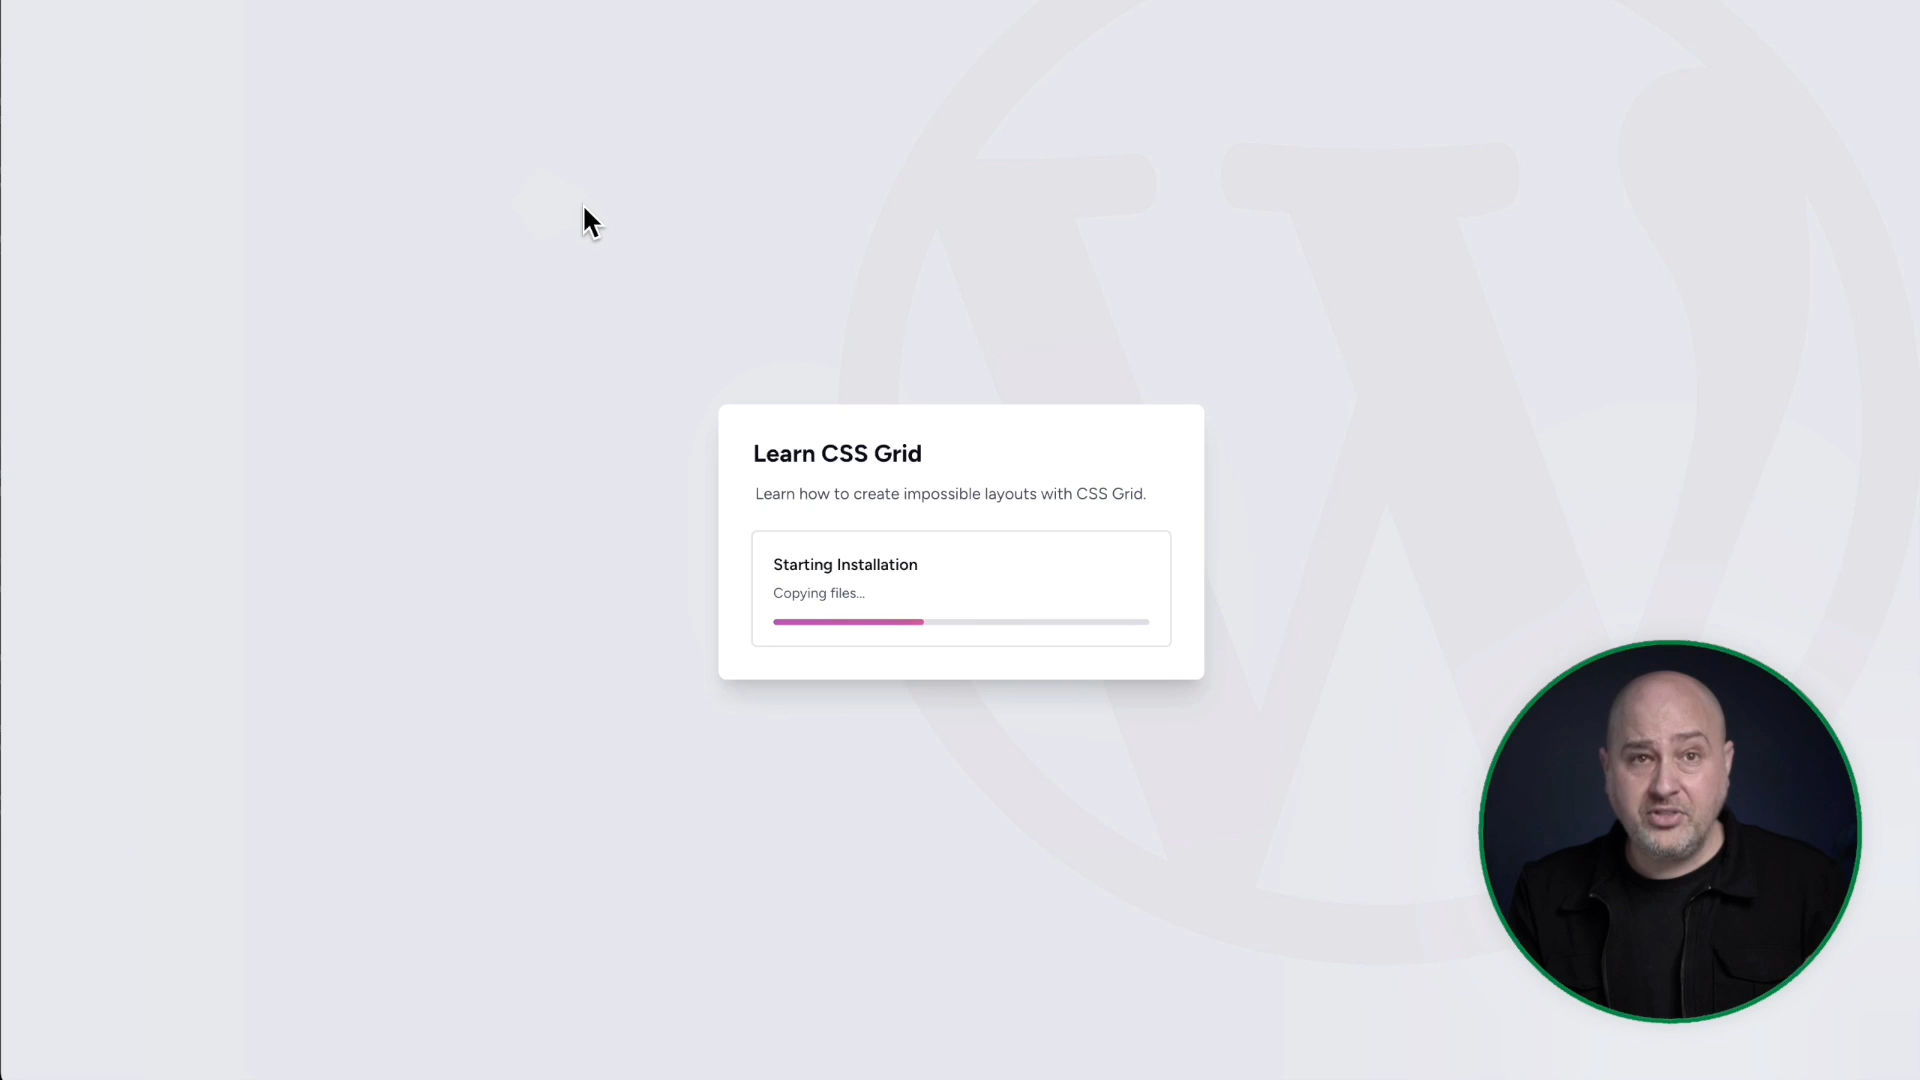 Learn CSS Grid
Learn how to create impossible layouts with CSS Grid.
Starting Installation
Copying files...